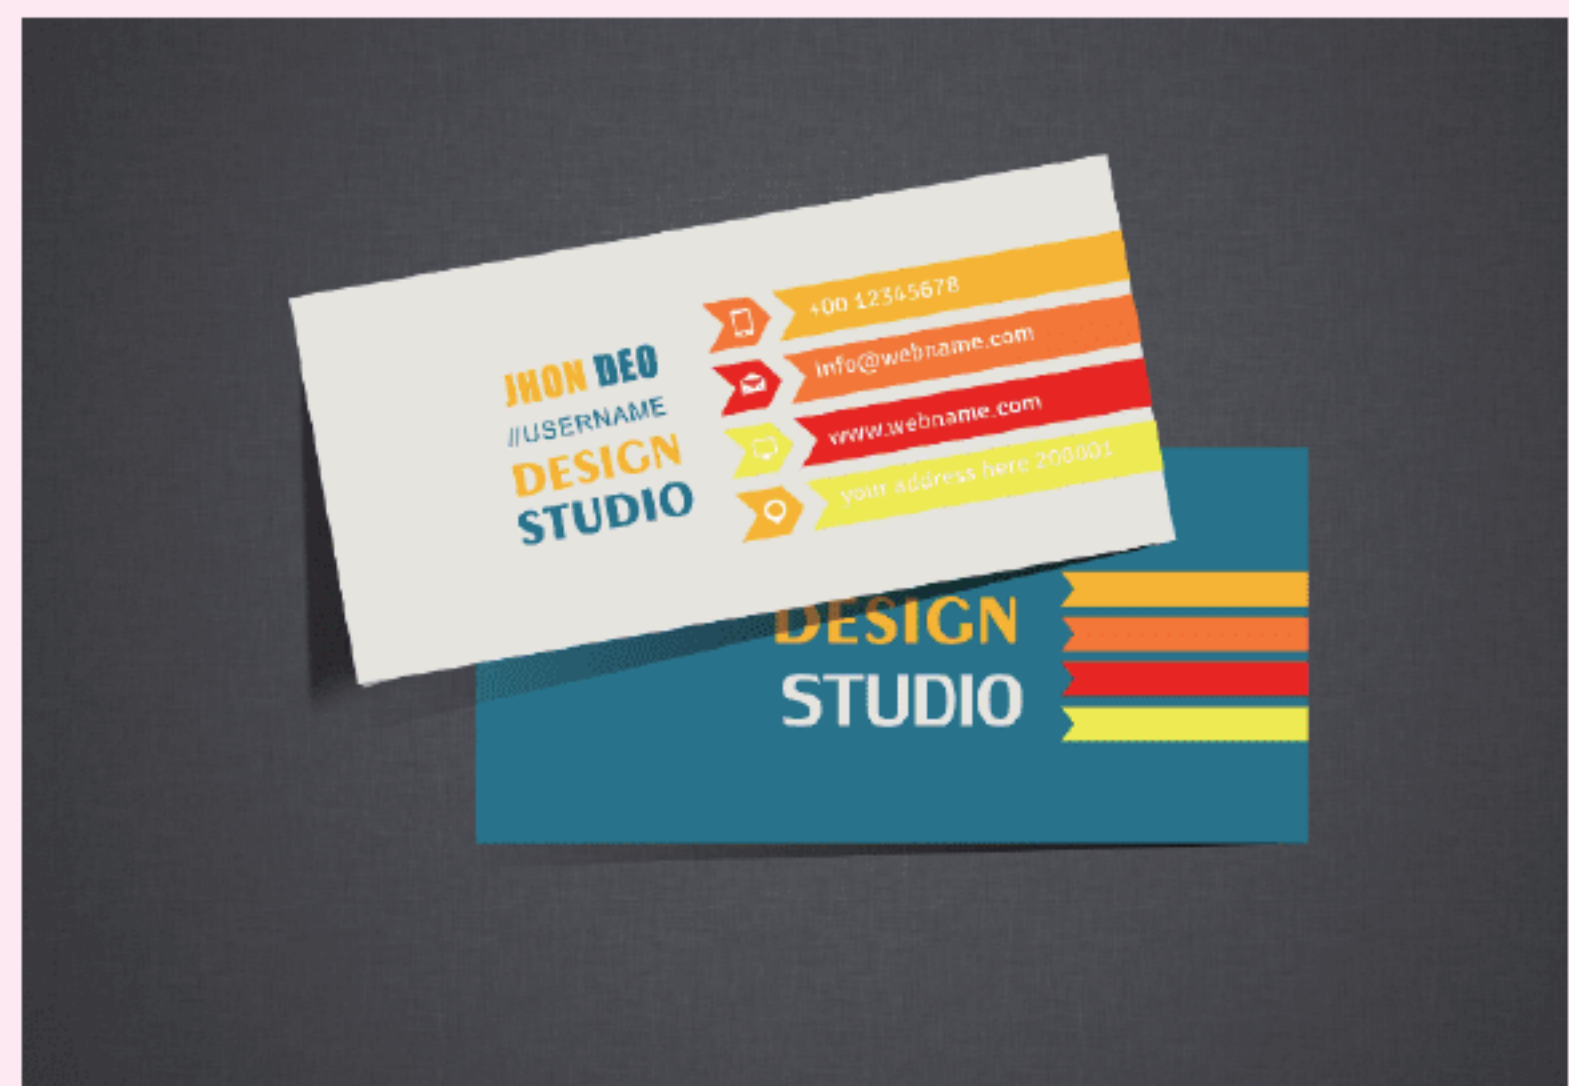 JHON DEO
//USERNAME
DESIGN
STUDIO
+00 12345678
info@webname.com
www.webname.com
your address here 200001
DESIGN
STUDIO